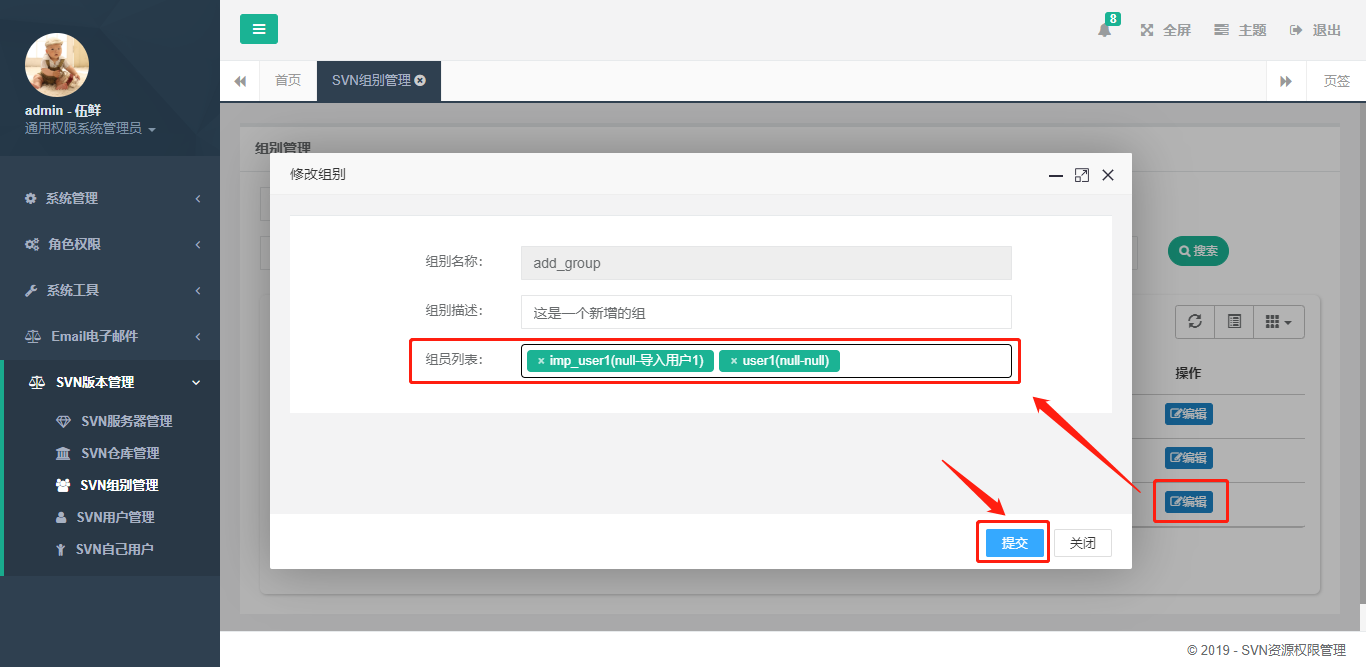 admin - 伍鲜
通用权限系统管理员
系统管理
角色权限
系统工具
Email电子邮件
SVN版本管理
SVN服务器管理
SVN仓库管理
SVN组别管理
SVN用户管理
SVN自己用户
8
全屏
主题
退出
首页
SVN组别管理
页签
组别管理
修改组别
组别名称:
add_group
组别描述:
这是一个新增的组
组员列表:
× imp_user1(null-导入用户1)
× user1(null-null)
提交
关闭
搜索
操作
编辑
编辑
编辑
© 2019 - SVN资源权限管理